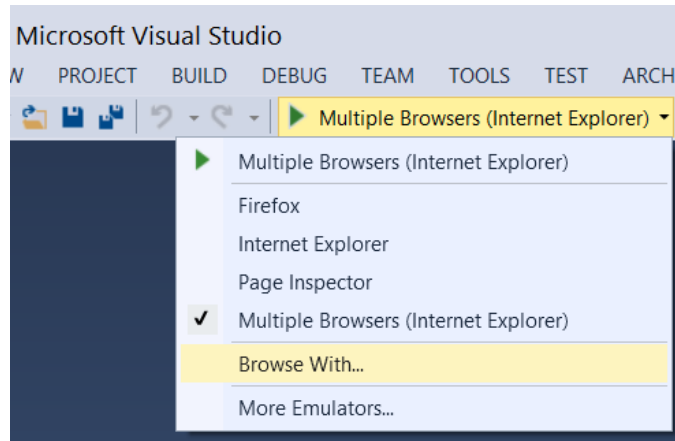 Microsoft Visual Studio
W PROJECT BUILD DEBUG TEAM TOOLS TEST ARCH
Multiple Browsers (Internet Explorer)
Multiple Browsers (Internet Explorer)
Firefox
Internet Explorer
Page Inspector
Multiple Browsers (Internet Explorer)
Browse With...
More Emulators...